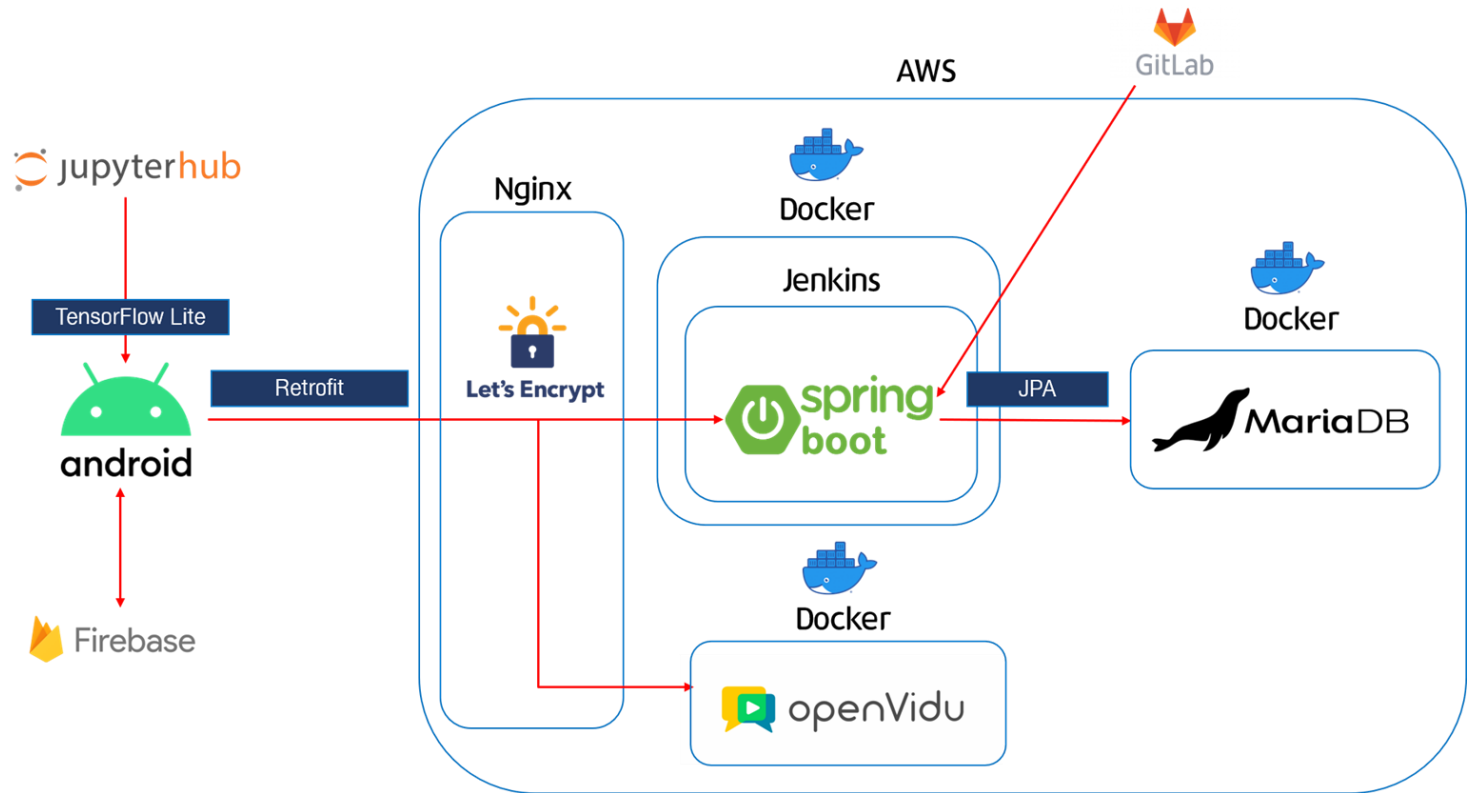 GitLab
AWS
jupyterhub
Nginx
Docker
Docker
Jenkins
TensorFlow Lite
Let's Encrypt
Retrofit
spring
boot
JPA
MariaDB
android
Docker
Firebase
openVidu